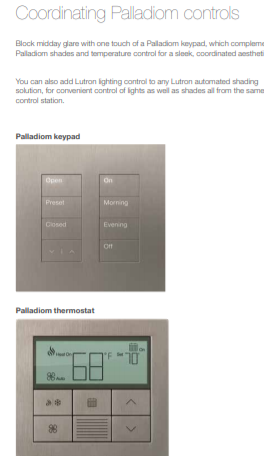 Coordinating Palladiom controls
Block midday glare with one touch of a Palladiom keypad, which compleme
Palladiom shades and temperature control for a sleek, coordinated aestheti
You can also add Lutron lighting control to any Lutron automated shading
solution, for convenient control of lights as well as shades all from the same
control station.
Palladiom keypad
Open On
Preset Morning
Closed Evening
Off
Palladiom thermostat
Heat On 68 °F Set 70 On
Auto